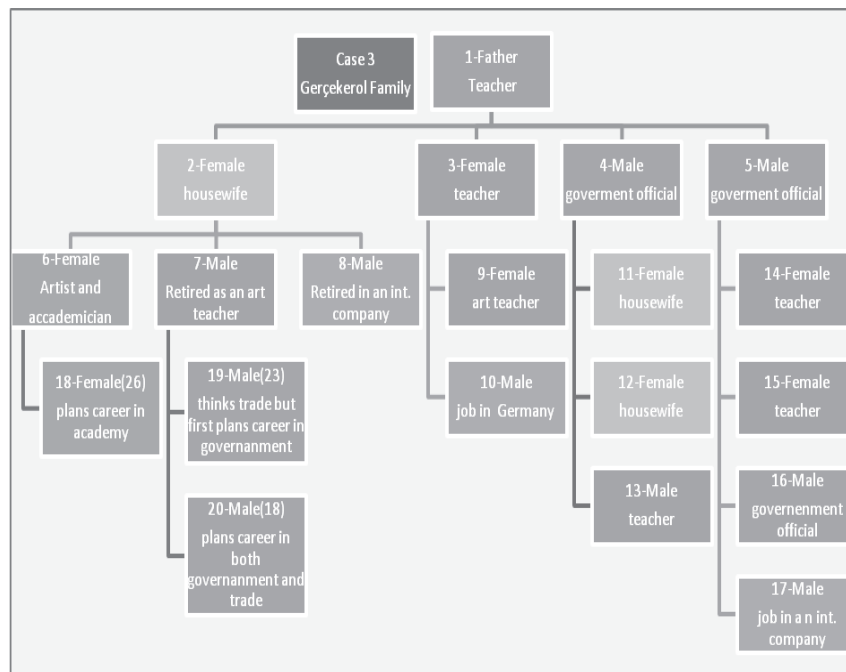 Case 3
Gerçekerol Family
1-Father
Teacher
2-Female
housewife
3-Female
teacher
4-Male
goverment official
5-Male
goverment official
6-Female
Artist and
accademician
7-Male
Retired as an art
teacher
8-Male
Retired in an int.
company
9-Female
art teacher
11-Female
housewife
14-Female
teacher
18-Female(26)
plans career in
academy
19-Male(23)
thinks trade but
first plans career in
governanment
10-Male
job in Germany
12-Female
housewife
15-Female
teacher
20-Male(18)
plans career in
both
governanment and
trade
13-Male
teacher
16-Male
governenment
official
17-Male
job in a n int.
company